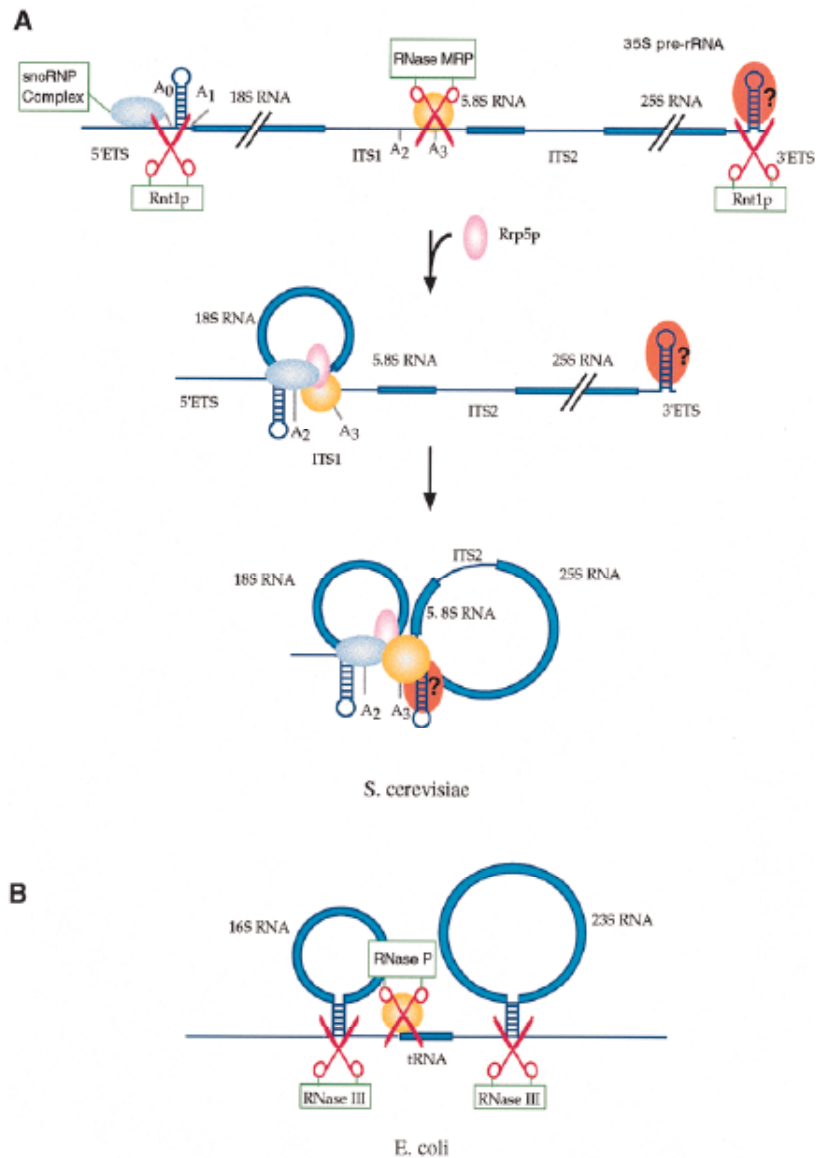 A
35S pre-rRNA
RNase MRP
snoRNP
Complex
A0
A1
18S RNA
5.8S RNA
25S RNA
?
5'ETS
ITS1
A2
A3
ITS2
3'ETS
Rnt1p
Rnt1p
Rrp5p
18S RNA
5.8S RNA
25S RNA
?
5'ETS
A2
A3
ITS1
ITS2
3'ETS
ITS2
18S RNA
25S RNA
5. 8S RNA
?
A2
A3
S. cerevisiae
B
16S RNA
23S RNA
RNase P
tRNA
RNase III
RNase III
E. coli